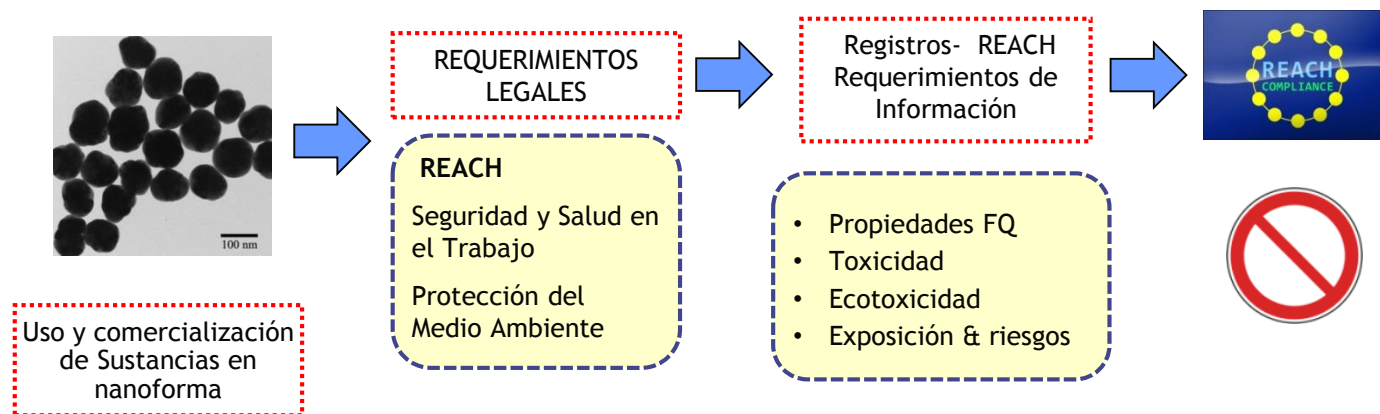 100 nm
Uso y comercialización
de Sustancias en
nanoforma
REQUERIMIENTOS
LEGALES
REACH
Seguridad y Salud en
el Trabajo
Protección del
Medio Ambiente
Registros- REACH
Requerimientos de
Información
• Propiedades FQ
• Toxicidad
• Ecotoxicidad
• Exposición & riesgos
REACH
COMPLIANCE